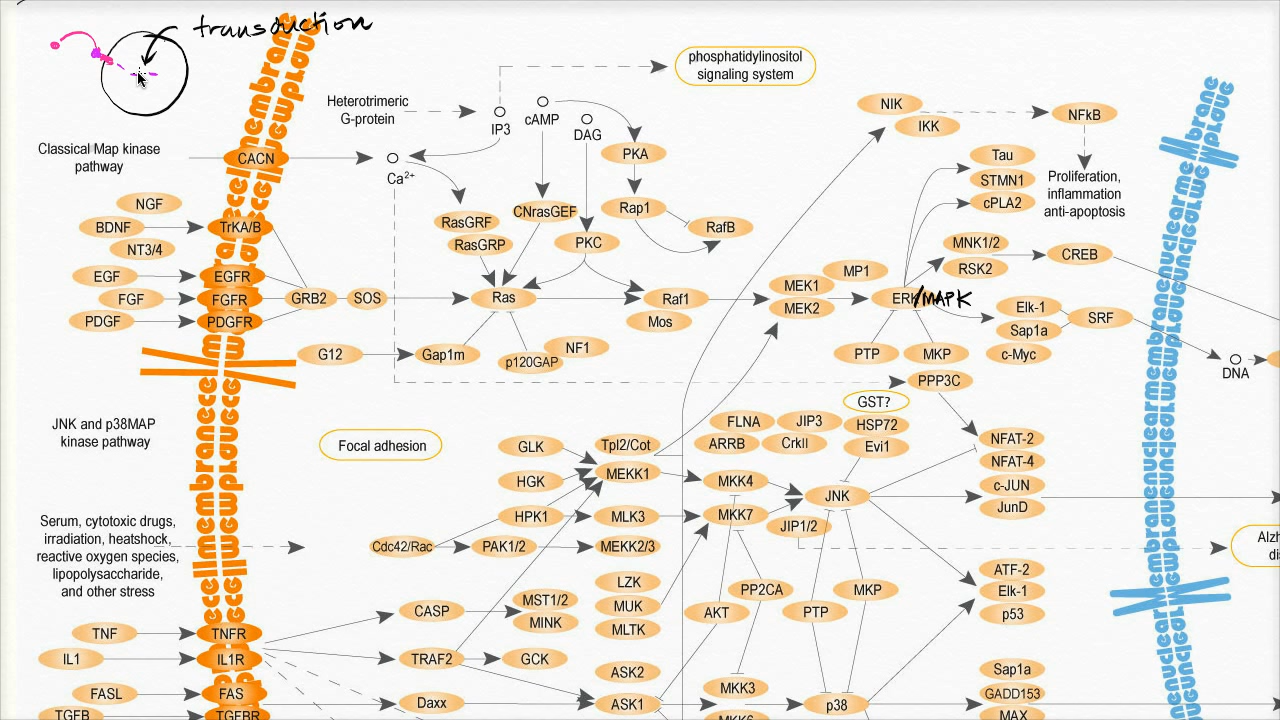 transduction
phosphatidylinositol
signaling system
Heterotrimeric
G-protein
IP3
cAMP
DAG
PKA
NIK
IKK
NFkB
Classical Map kinase
pathway
CACN
Ca2+
Tau
STMN1
cPLA2
Proliferation,
inflammation
anti-apoptosis
NGF
BDNF
NT3/4
TrKA/B
RasGRF
RasGRP
CNrasGEF
PKC
Rap1
RafB
MNK1/2
RSK2
CREB
EGF
EGFR
FGF
FGFR
PDGF
PDGFR
GRB2
SOS
Ras
Raf1
Mos
MEK1
MEK2
MP1
ERK/MAPK
Elk-1
Sap1a
c-Myc
SRF
DNA
G12
Gap1m
p120GAP
NF1
PTP
MKP
PPP3C
GST?
HSP72
Evi1
JNK and p38MAP
kinase pathway
Focal adhesion
GLK
HGK
HPK1
Tpl2/Cot
MEKK1
MLK3
FLNA
JIP3
ARRB
CrkII
MKK4
MKK7
JNK
JIP1/2
NFAT-2
NFAT-4
c-JUN
JunD
Serum, cytotoxic drugs,
irradiation, heatshock,
reactive oxygen species,
lipopolysaccharide,
and other stress
Cdc42/Rac
PAK1/2
MEKK2/3
LZK
MUK
MLTK
CASP
MST1/2
MINK
PP2CA
AKT
PTP
MKP
ATF-2
Elk-1
p53
TNF
TNFR
IL1
IL1R
FASL
FAS
TGFB
TGFBR
TRAF2
GCK
Daxx
ASK2
ASK1
MKK3
MKK6
p38
Sap1a
GADD153
MAX
membrane
nuclear membrane